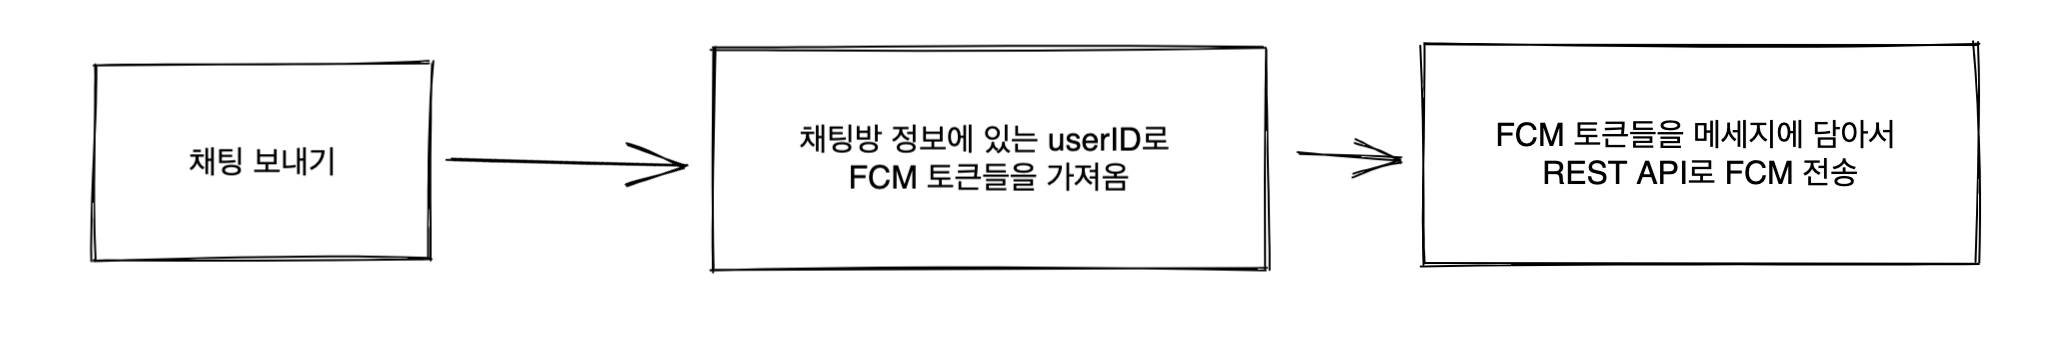 채팅 보내기
채팅방 정보에 있는 userID로
FCM 토큰들을 가져옴
FCM 토큰들을 메세지에 담아서
REST API로 FCM 전송